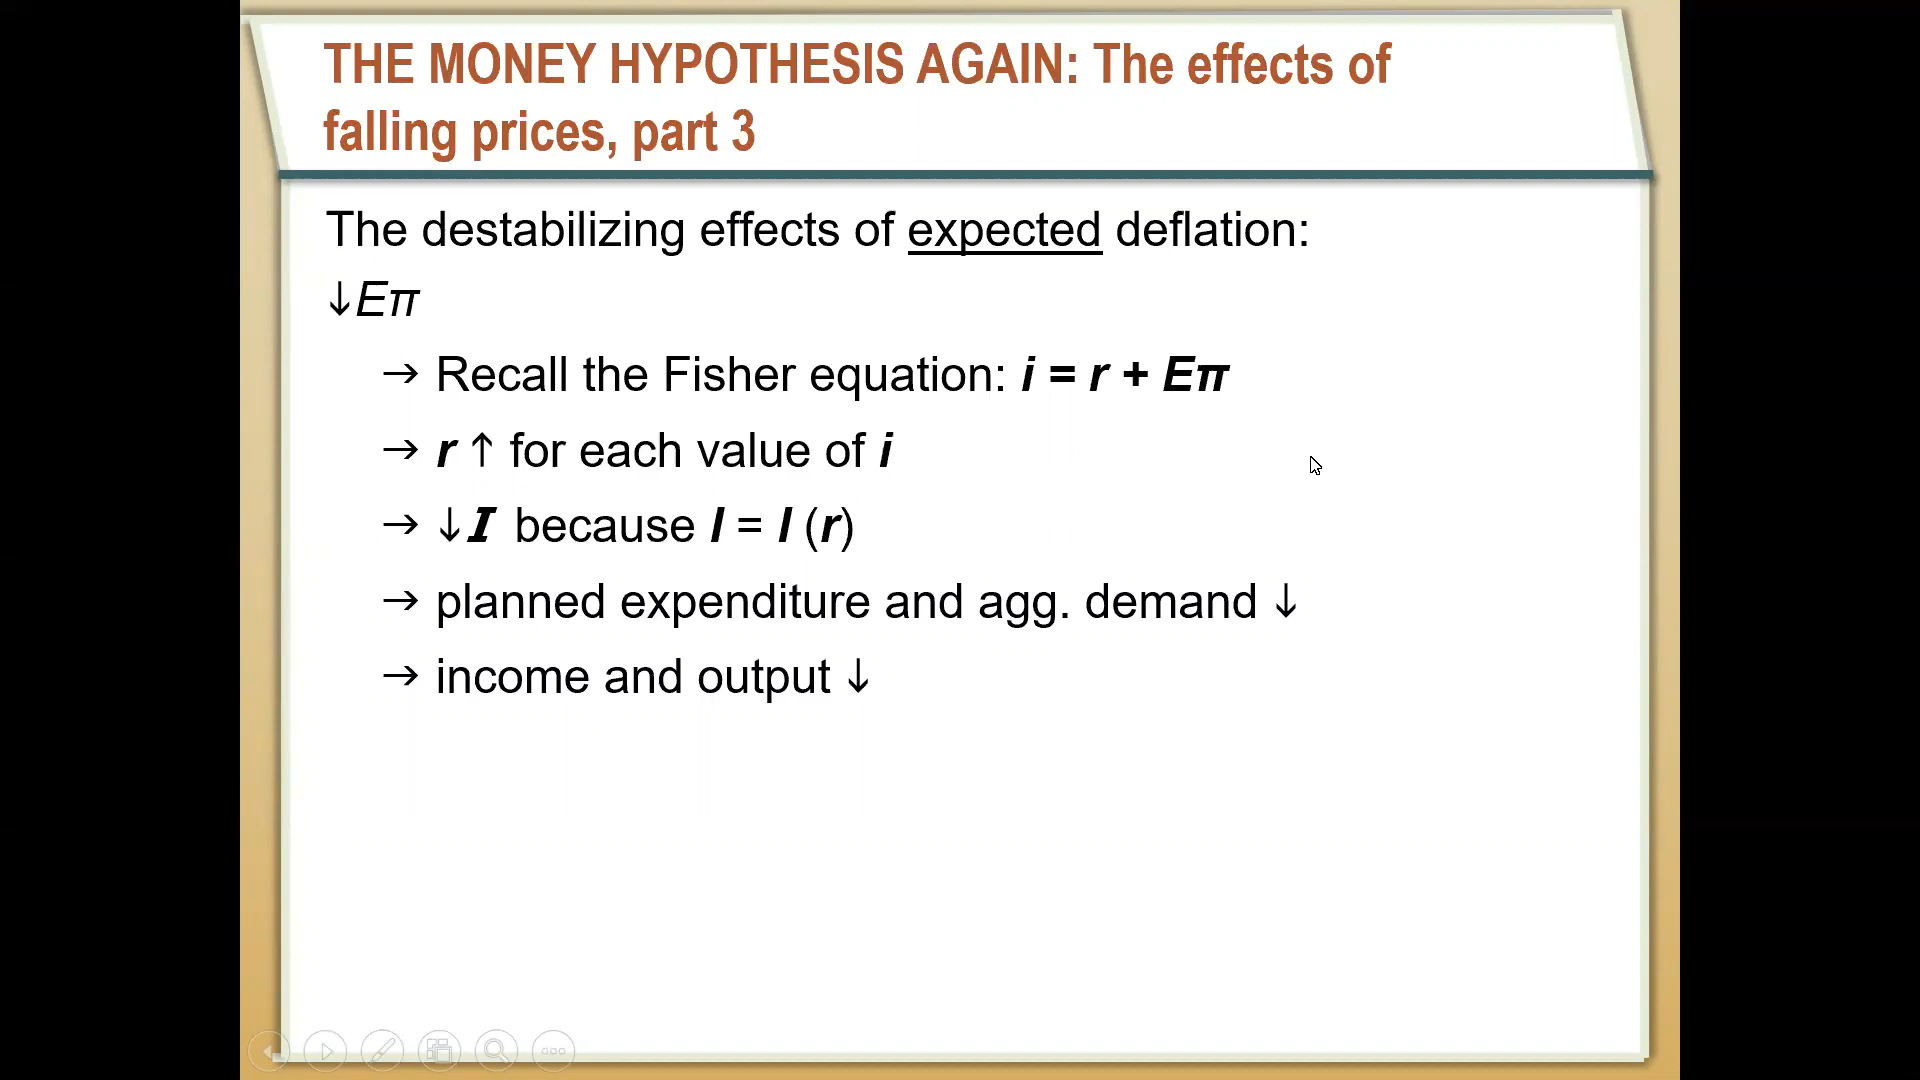 THE MONEY HYPOTHESIS AGAIN: The effects of
falling prices, part 3
The destabilizing effects of expected deflation:
↓Eπ
→ Recall the Fisher equation: i = r + Eπ
→ r ↑ for each value of i
→ ↓I because I = I (r)
→ planned expenditure and agg. demand ↓
→ income and output ↓